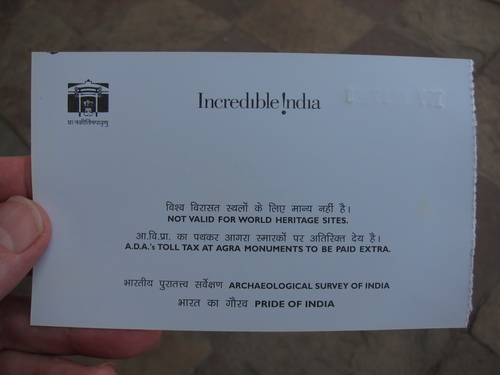 Incredible !ndia
विश्व विरासत स्थलों के लिए मान्य नहीं है।
NOT VALID FOR WORLD HERITAGE SITES.
आ.वि.प्रा. का पथकर आगरा स्मारकों पर अतिरिक्त देय है।
A.D.A.'s TOLL TAX AT AGRA MONUMENTS TO BE PAID EXTRA.
भारतीय पुरातत्व सर्वेक्षण ARCHAEOLOGICAL SURVEY OF INDIA
भारत का गौरव PRIDE OF INDIA